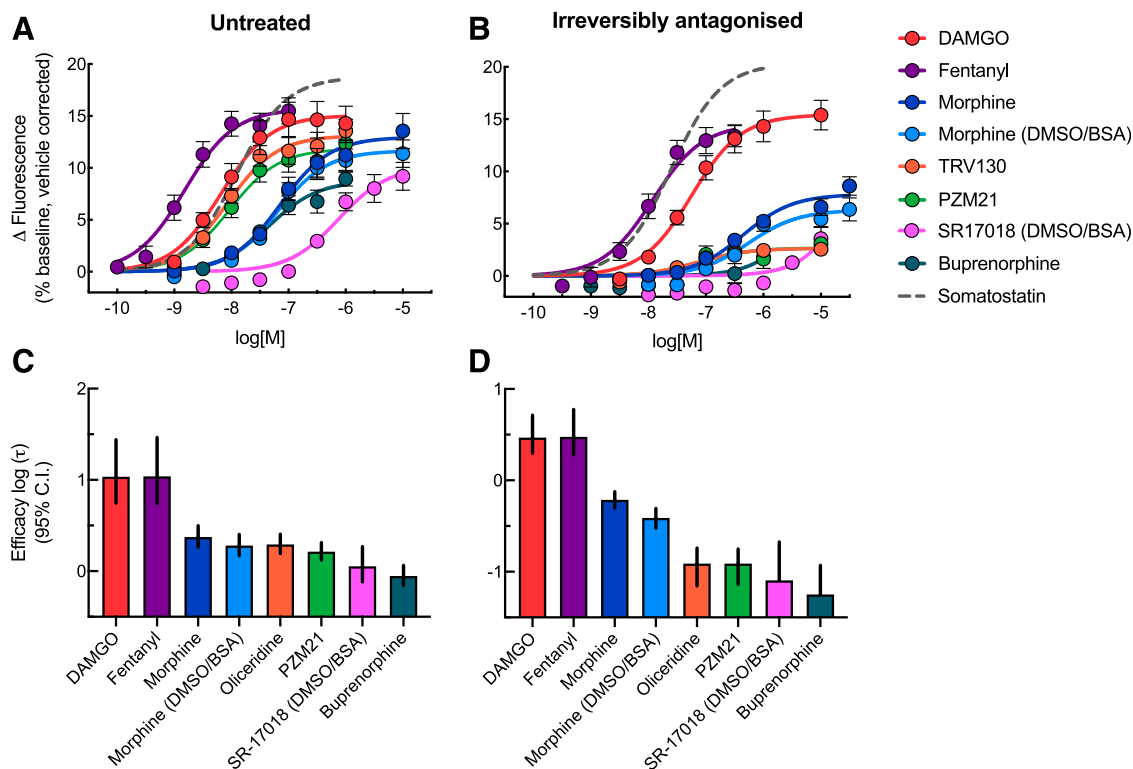 A
Untreated
B
Irreversibly antagonised
Δ Fluorescence
(% baseline, vehicle corrected)
20
15
10
5
0
-10
-9
-8
-7
-6
-5
log[M]
20
15
10
5
0
-10
-9
-8
-7
-6
-5
log[M]
DAMGO
Fentanyl
Morphine
Morphine (DMSO/BSA)
TRV130
PZM21
SR17018 (DMSO/BSA)
Buprenorphine
Somatostatin
C
Efficacy log (τ)
(95% C.I.)
2
1
0
DAMGO
Fentanyl
Morphine
Morphine (DMSO/BSA)
Oliceridine
PZM21
SR-17018 (DMSO/BSA)
Buprenorphine
D
1
0
-1
DAMGO
Fentanyl
Morphine
Morphine (DMSO/BSA)
Oliceridine
PZM21
SR-17018 (DMSO/BSA)
Buprenorphine